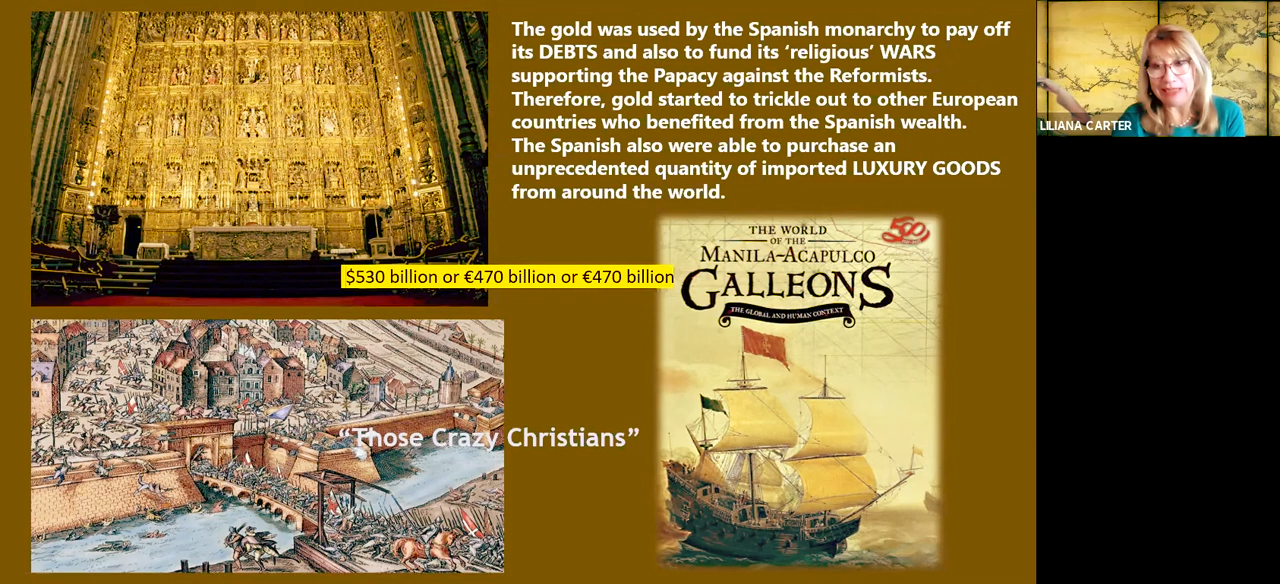 The gold was used by the Spanish monarchy to pay off
its DEBTS and also to fund its ‘religious’ WARS
supporting the Papacy against the Reformists.
Therefore, gold started to trickle out to other European
countries who benefited from the Spanish wealth.
The Spanish also were able to purchase an
unprecedented quantity of imported LUXURY GOODS
from around the world.
LILIANA CARTER
$530 billion or €470 billion or €470 billion
500
THE WORLD
OF THE
MANILA-ACAPULCO
GALLEONS
THE GLOBAL AND HUMAN CONTEXT
“Those Crazy Christians”